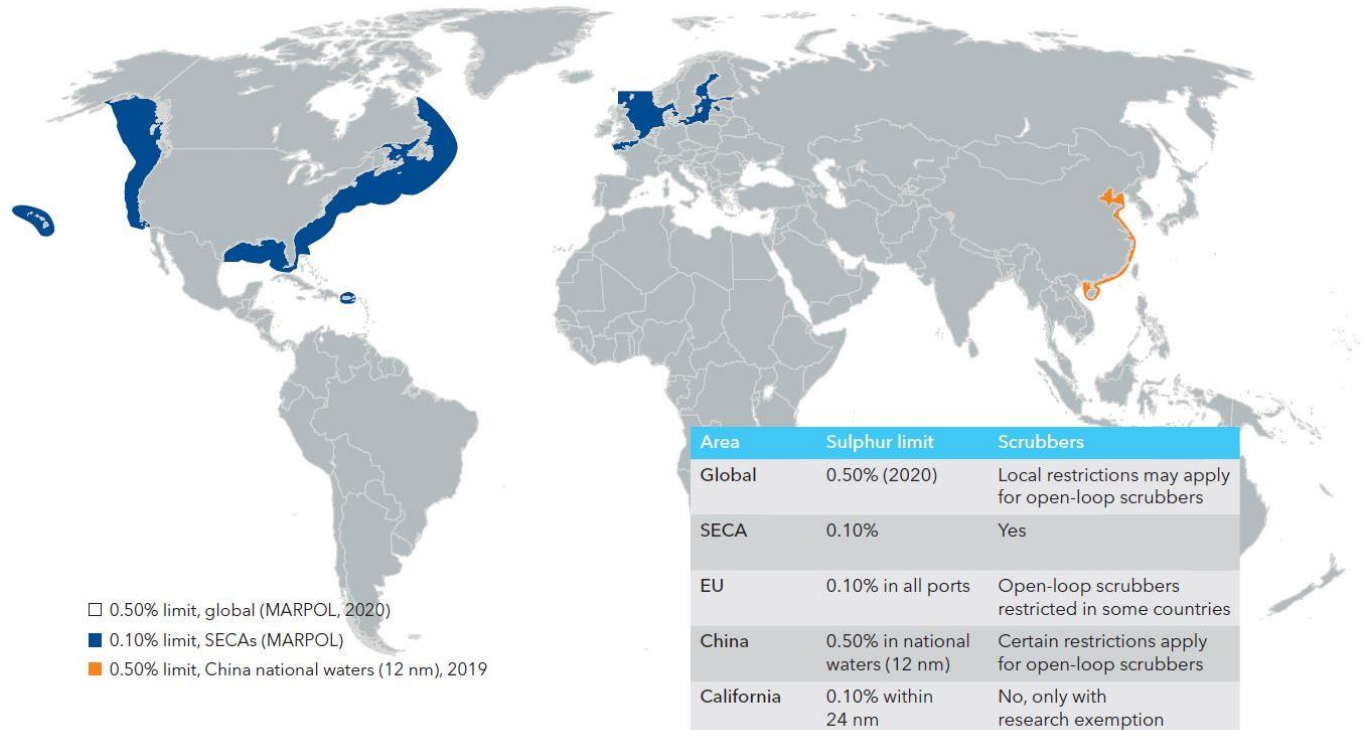 Area Sulphur limit Scrubbers
Global 0.50% (2020) Local restrictions may apply
for open-loop scrubbers
SECA 0.10% Yes
EU 0.10% in all ports Open-loop scrubbers
restricted in some countries
China 0.50% in national Certain restrictions apply
waters (12 nm) for open-loop scrubbers
California 0.10% within No, only with
24 nm research exemption
0.50% limit, global (MARPOL, 2020)
0.10% limit, SECAs (MARPOL)
0.50% limit, China national waters (12 nm), 2019